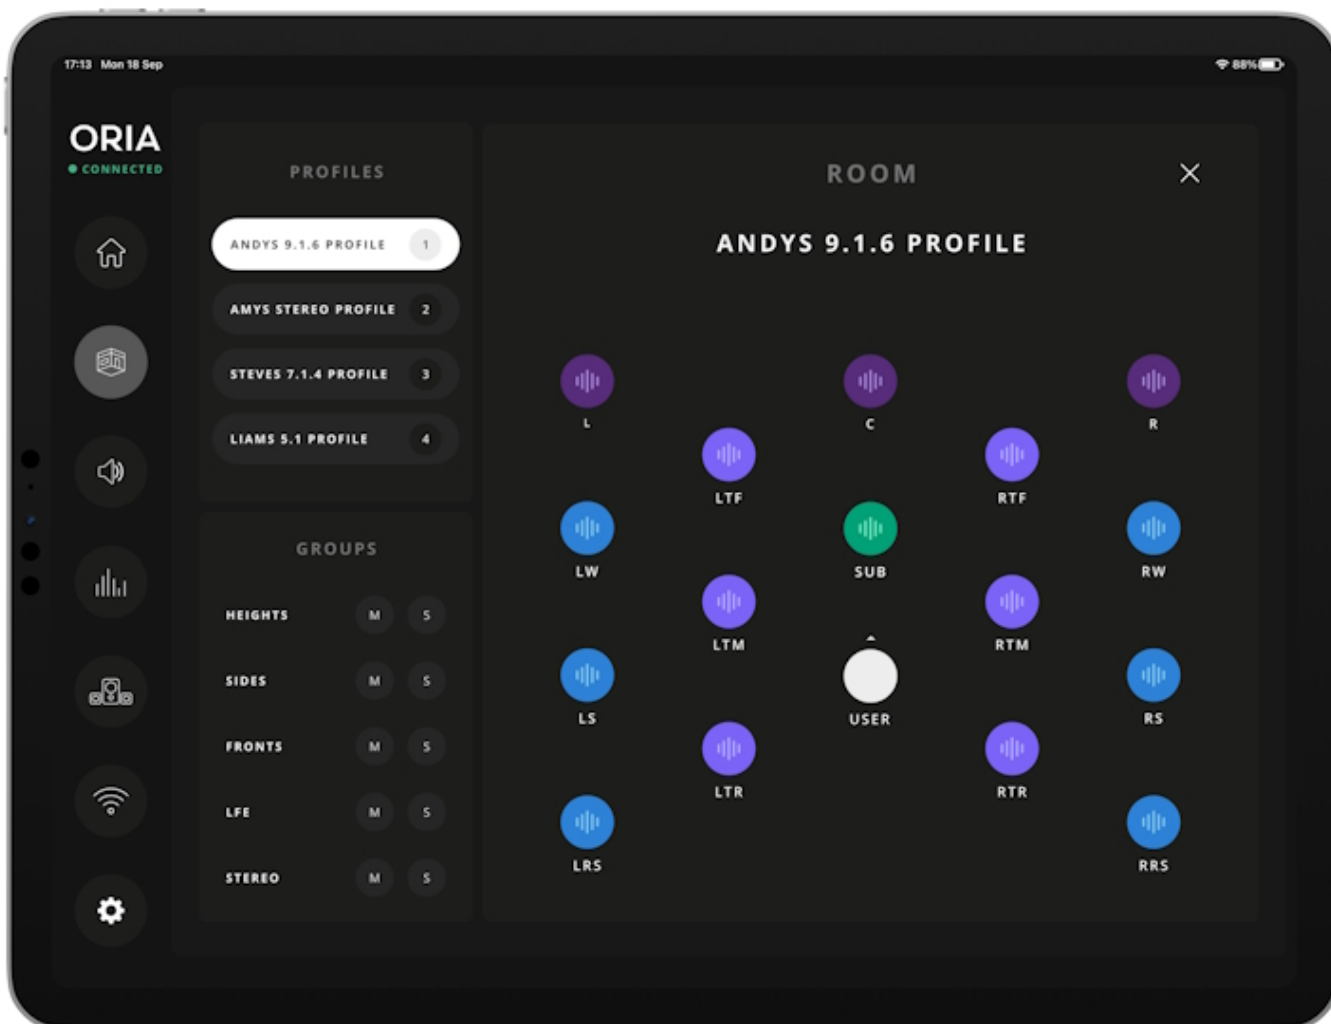 17:13 Mon 18 Sep
88%
ORIA
CONNECTED
PROFILES
ANDYS 9.1.6 PROFILE 1
AMYS STEREO PROFILE 2
STEVES 7.1.4 PROFILE 3
LIAMS 5.1 PROFILE 4
GROUPS
HEIGHTS M S
SIDES M S
FRONTS M S
LFE M S
STEREO M S
ROOM
ANDYS 9.1.6 PROFILE
L C R
LTF RTF
LW SUB RW
LTM RTM
LS USER RS
LTR RTR
LRS RRS